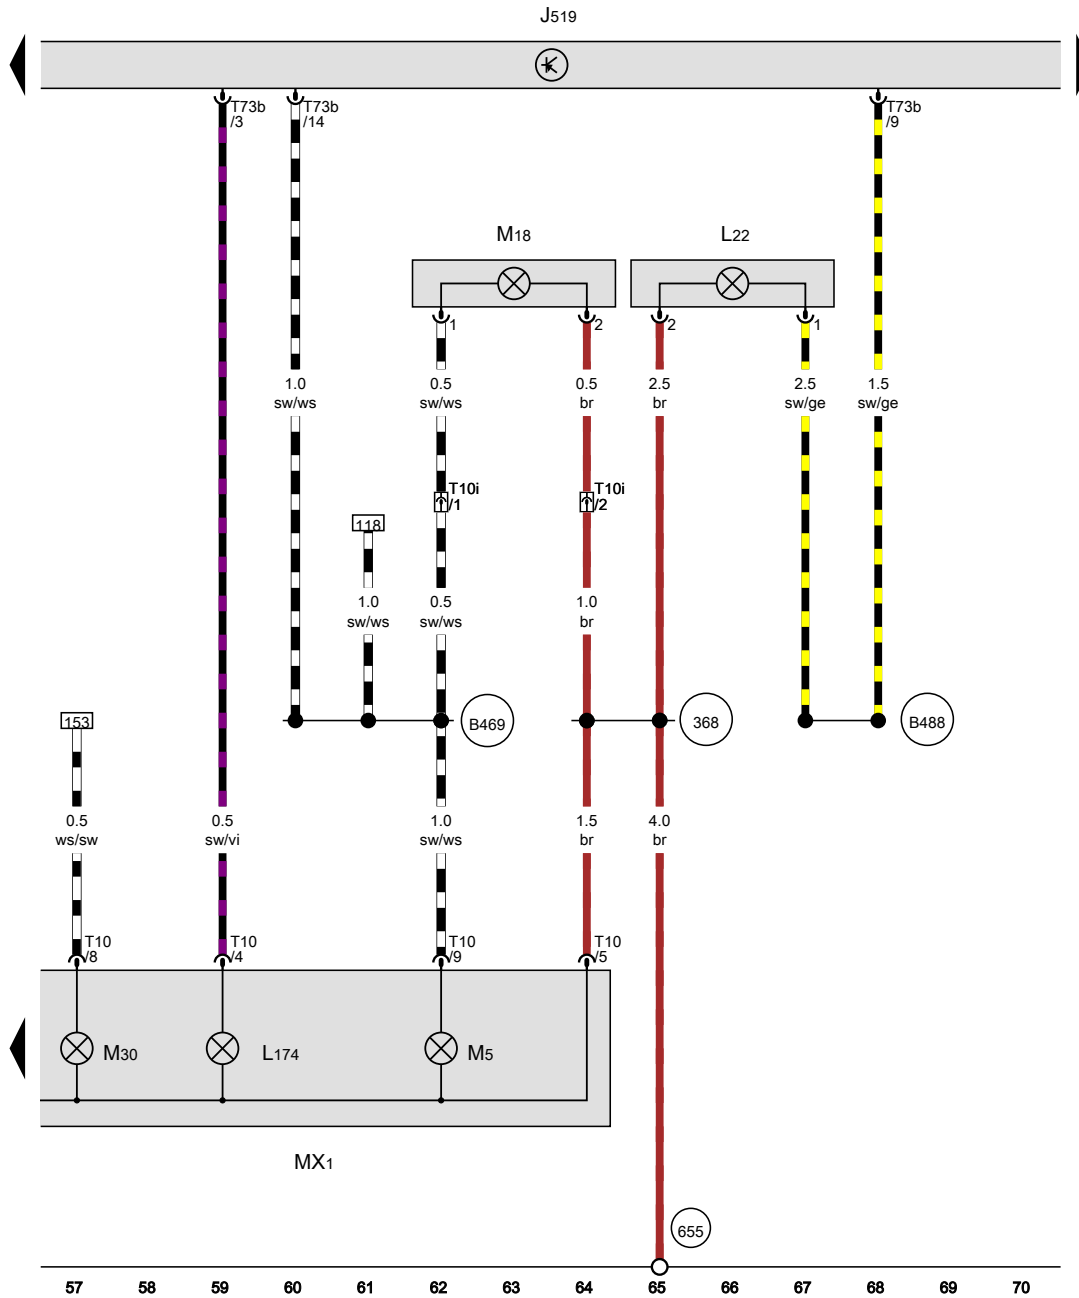 J519
T73b
/3
T73b
/14
T73b
/9
M18
L22
1
2
2
1
1.0
sw/ws
0.5
sw/ws
0.5
br
2.5
br
2.5
sw/ge
1.5
sw/ge
T10i
/1
T10i
/2
118
1.0
sw/ws
0.5
sw/ws
1.0
br
153
B469
368
B488
0.5
ws/sw
0.5
sw/vi
1.0
sw/ws
1.5
br
4.0
br
T10
/8
T10
/4
T10
/9
T10
/5
M30
L174
M5
MX1
655
57 58 59 60 61 62 63 64 65 66 67 68 69 70